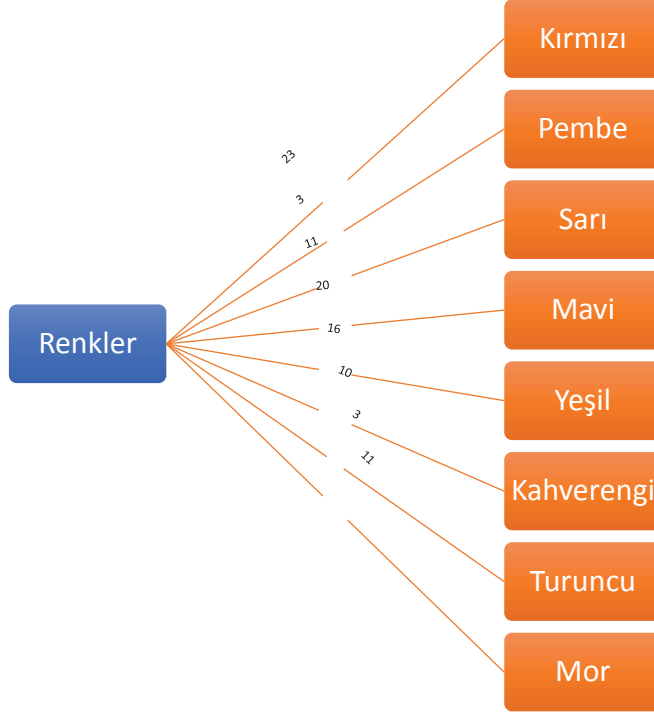 Renkler
23
3
11
20
16
10
3
11
Kırmızı
Pembe
Sarı
Mavi
Yeşil
Kahverengi
Turuncu
Mor